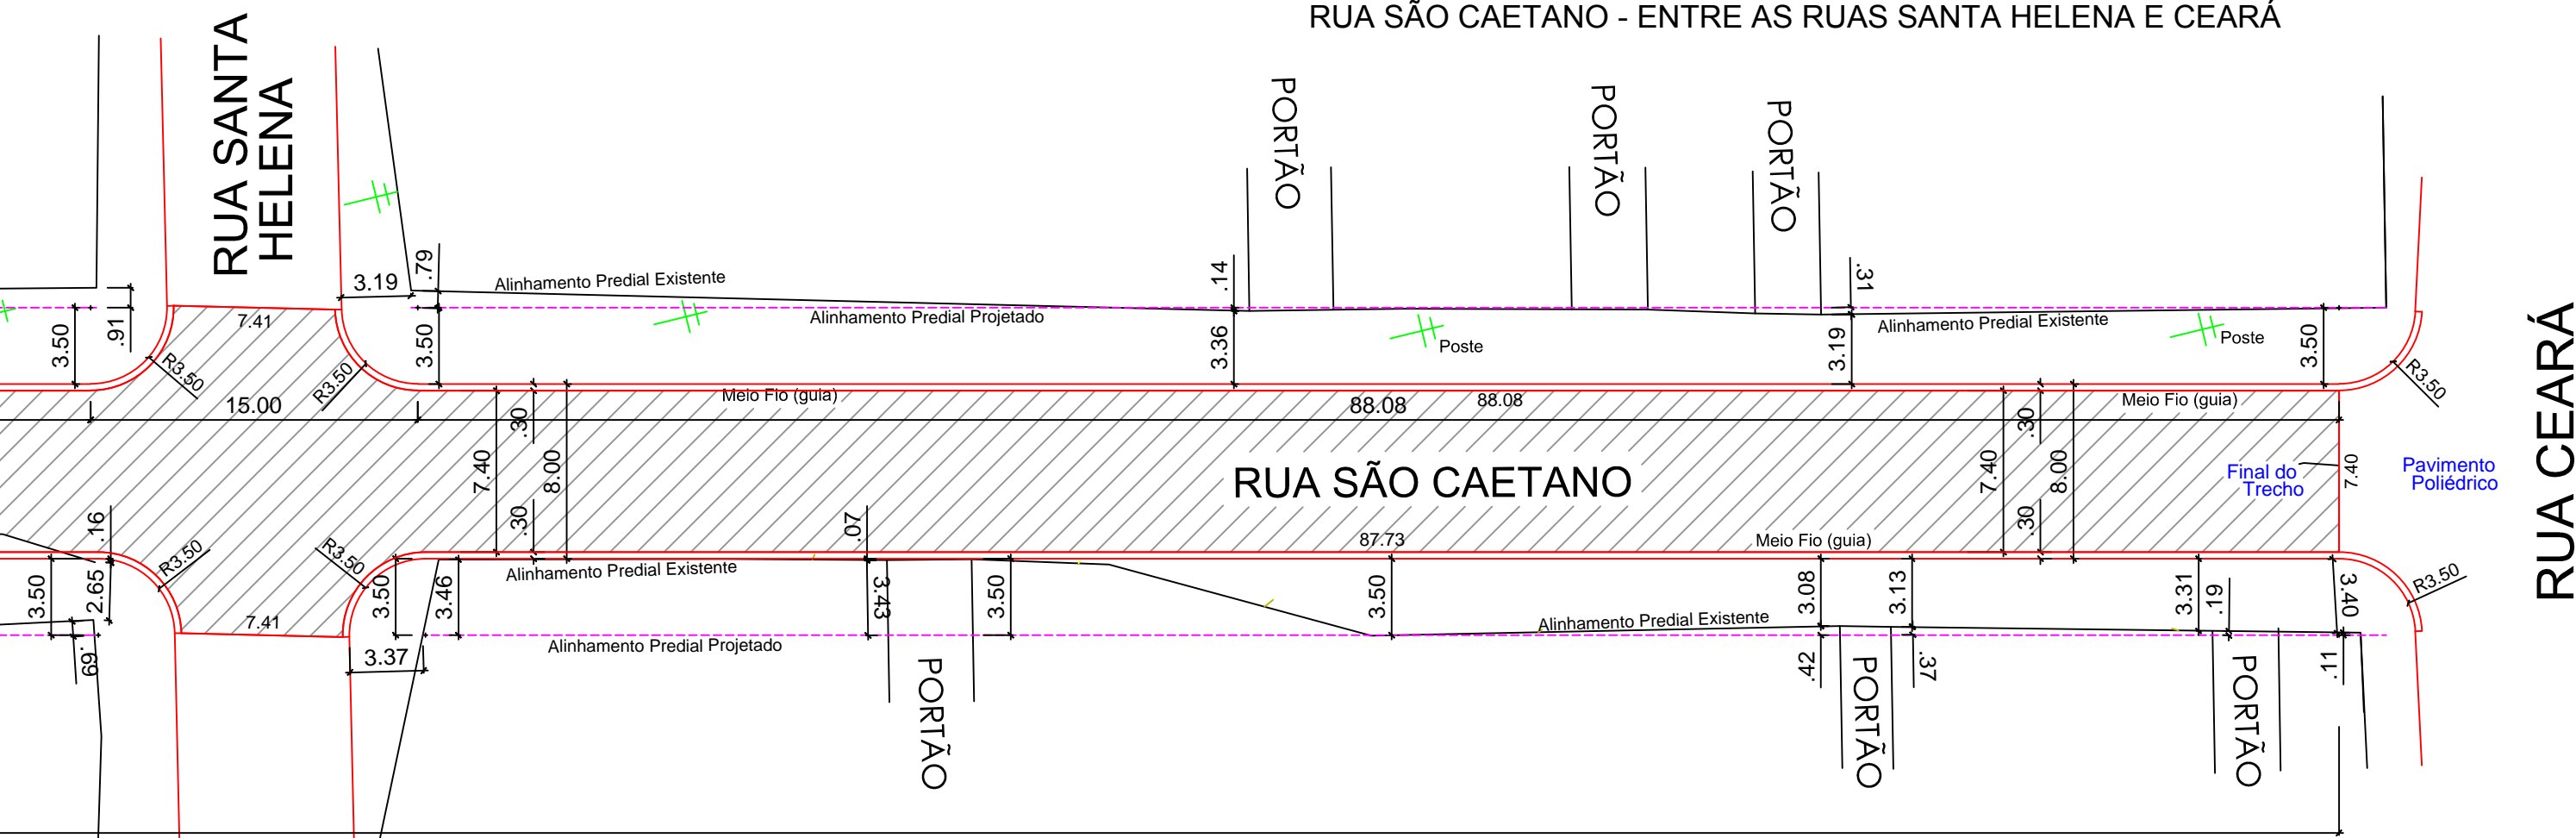 RUA SÃO CAETANO - ENTRE AS RUAS SANTA HELENA E CEARÁ
RUA SANTA
HELENA
PORTÃO
PORTÃO
PORTÃO
3.19
.79
Alinhamento Predial Existente
.14
.31
3.50
.91
7.41
3.50
Alinhamento Predial Projetado
3.36
Poste
3.19
Alinhamento Predial Existente
Poste
3.50
R3.50
R3.50
R3.50
15.00
Meio Fio (guia)
88.08
88.08
Meio Fio (guia)
.30
.30
7.40
8.00
RUA SÃO CAETANO
7.40
8.00
Final do
Trecho
7.40
Pavimento
Poliédrico
RUA CEARÁ
.16
.30
.07
87.73
Meio Fio (guia)
.30
R3.50
R3.50
3.50
2.65
3.50
3.46
Alinhamento Predial Existente
3.43
3.50
3.50
3.08
3.13
3.31
.19
3.40
R3.50
7.41
Alinhamento Predial Existente
.69
3.37
Alinhamento Predial Projetado
PORTÃO
.42
PORTÃO
.37
PORTÃO
.11